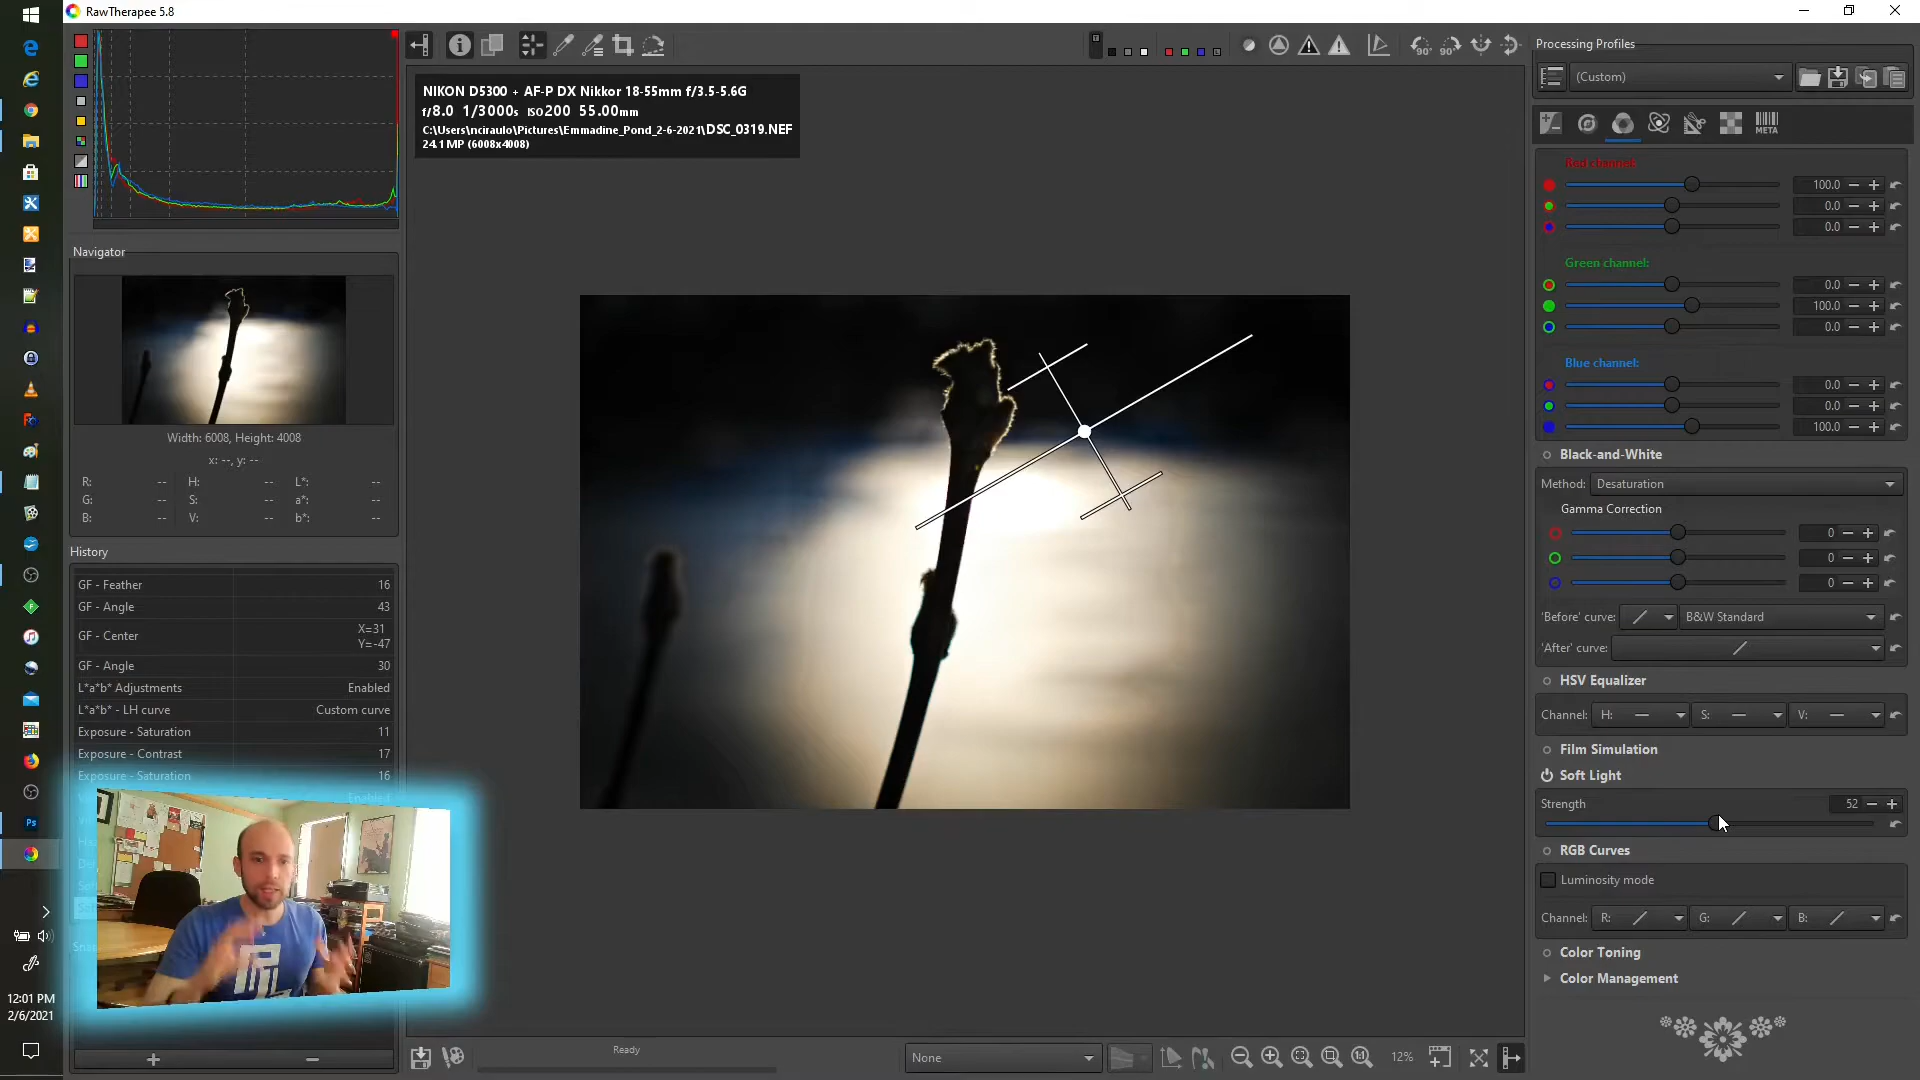 RawTherapee 5.8
NIKON D5300 + AF-P DX Nikkor 18-55mm f/3.5-5.6G
f/8.0 1/3000s ISO200 55.00mm
C:\Users\nciraulo\Pictures\Emmadine_Pond_2-6-2021\DSC_0319.NEF
24.1 MP (6008x4008)
Navigator
Width: 6008, Height: 4008
x: --, y: --
R: -- H: -- L*: --
G: -- S: -- a*: --
B: -- V: -- b*: --
History
GF - Feather 16
GF - Angle 43
GF - Center X=31 Y=-47
GF - Angle 30
L*a*b* Adjustments Enabled
L*a*b* - LH curve Custom curve
Exposure - Saturation 11
Exposure - Contrast 17
Exposure - Saturation 16
12:01 PM
2/6/2021
Ready
None
12%
Processing Profiles
(Custom)
META
Red channel:
100.0
0.0
0.0
Green channel:
0.0
100.0
0.0
Blue channel:
0.0
0.0
100.0
Black-and-White
Method: Desaturation
Gamma Correction
0
0
0
'Before' curve: B&W Standard
'After' curve:
HSV Equalizer
Channel: H: S: V:
Film Simulation
Soft Light
Strength 52
RGB Curves
Luminosity mode
Channel: R: G: B:
Color Toning
Color Management